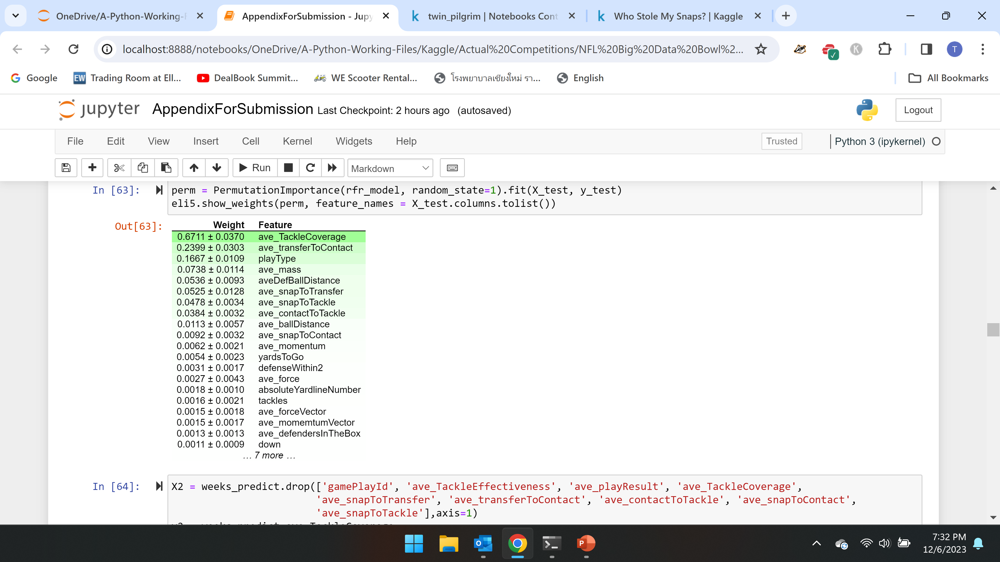 OneDrive/A-Python-Working-
AppendixForSubmission - Jupy
twin_pilgrim | Notebooks Cont
Who Stole My Snaps? | Kaggle
localhost:8888/notebooks/OneDrive/A-Python-Working-Files/Kaggle/Actual%20Competitions/NFL%20Big%20Data%20Bowl%2...
K
T
Google
EW Trading Room at Ell...
DealBook Summit...
WE Scooter Rental...
โรงพยาบาลเชียงใหม่ รา...
English
All Bookmarks
jupyter AppendixForSubmission Last Checkpoint: 2 hours ago (autosaved)
Logout
File Edit View Insert Cell Kernel Widgets Help
Trusted
Python 3 (ipykernel)
Run
Markdown
In [63]: perm = PermutationImportance(rfr_model, random_state=1).fit(X_test, y_test)
eli5.show_weights(perm, feature_names = X_test.columns.tolist())
Out[63]:
Weight Feature
0.6711 ± 0.0370 ave_TackleCoverage
0.2399 ± 0.0303 ave_transferToContact
0.1667 ± 0.0109 playType
0.0738 ± 0.0114 ave_mass
0.0536 ± 0.0093 aveDefBallDistance
0.0525 ± 0.0128 ave_snapToTransfer
0.0478 ± 0.0034 ave_snapToTackle
0.0384 ± 0.0032 ave_contactToTackle
0.0113 ± 0.0057 ave_ballDistance
0.0092 ± 0.0032 ave_snapToContact
0.0062 ± 0.0021 ave_momentum
0.0054 ± 0.0023 yardsToGo
0.0031 ± 0.0017 defenseWithin2
0.0027 ± 0.0043 ave_force
0.0018 ± 0.0010 absoluteYardlineNumber
0.0016 ± 0.0021 tackles
0.0015 ± 0.0018 ave_forceVector
0.0015 ± 0.0017 ave_momemtumVector
0.0013 ± 0.0013 ave_defendersInTheBox
0.0011 ± 0.0009 down
… 7 more …
In [64]: X2 = weeks_predict.drop(['gamePlayId', 'ave_TackleEffectiveness', 'ave_playResult', 'ave_TackleCoverage',
'ave_snapToTransfer', 'ave_transferToContact', 'ave_contactToTackle', 'ave_snapToContact',
'ave_snapToTackle'],axis=1)
7:32 PM
12/6/2023